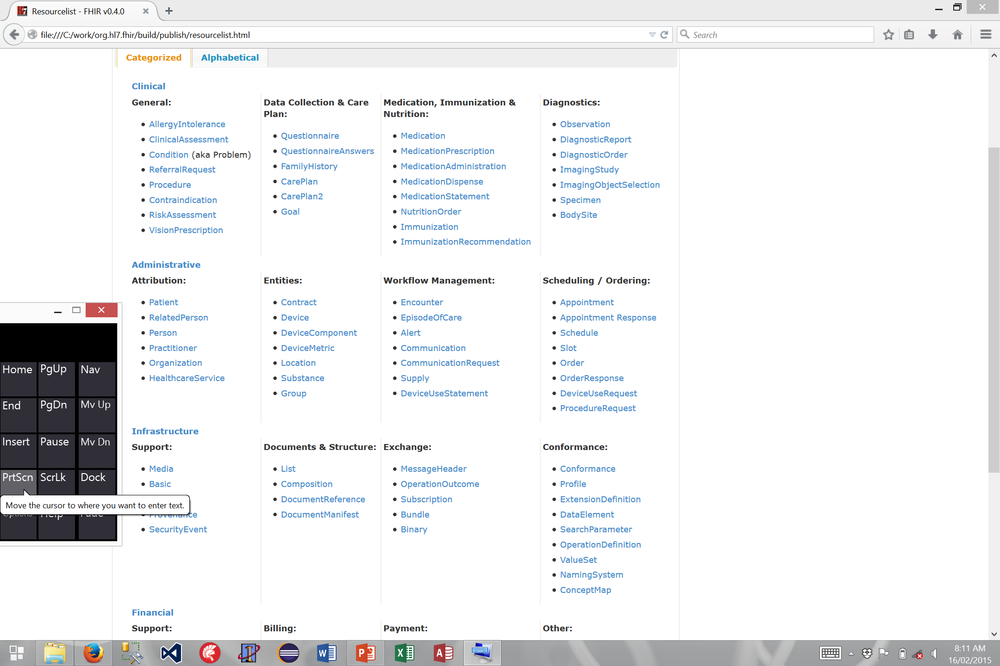 Resourcelist - FHIR v0.4.0
file:///C:/work/org.hl7.fhir/build/publish/resourcelist.html
Search
Categorized
Alphabetical
Clinical
General:
AllergyIntolerance
ClinicalAssessment
Condition (aka Problem)
ReferralRequest
Procedure
Contraindication
RiskAssessment
VisionPrescription
Data Collection & Care
Plan:
Questionnaire
QuestionnaireAnswers
FamilyHistory
CarePlan
CarePlan2
Goal
Medication, Immunization &
Nutrition:
Medication
MedicationPrescription
MedicationAdministration
MedicationDispense
MedicationStatement
NutritionOrder
Immunization
ImmunizationRecommendation
Diagnostics:
Observation
DiagnosticReport
DiagnosticOrder
ImagingStudy
ImagingObjectSelection
Specimen
BodySite
Administrative
Attribution:
Patient
RelatedPerson
Person
Practitioner
Organization
HealthcareService
Entities:
Contract
Device
DeviceComponent
DeviceMetric
Location
Substance
Group
Workflow Management:
Encounter
EpisodeOfCare
Alert
Communication
CommunicationRequest
Supply
DeviceUseStatement
Scheduling / Ordering:
Appointment
Appointment Response
Schedule
Slot
Order
OrderResponse
DeviceUseRequest
ProcedureRequest
Infrastructure
Support:
Media
Basic
Provenance
SecurityEvent
Documents & Structure:
List
Composition
DocumentReference
DocumentManifest
Exchange:
MessageHeader
OperationOutcome
Subscription
Bundle
Binary
Conformance:
Conformance
Profile
ExtensionDefinition
DataElement
SearchParameter
OperationDefinition
ValueSet
NamingSystem
ConceptMap
Financial
Support:
Billing:
Payment:
Other:
Home PgUp Nav
End PgDn Mv Up
Insert Pause Mv Dn
PrtScn ScrLk Dock
Move the cursor to where you want to enter text.
Options Help Fade
8:11 AM
16/02/2015